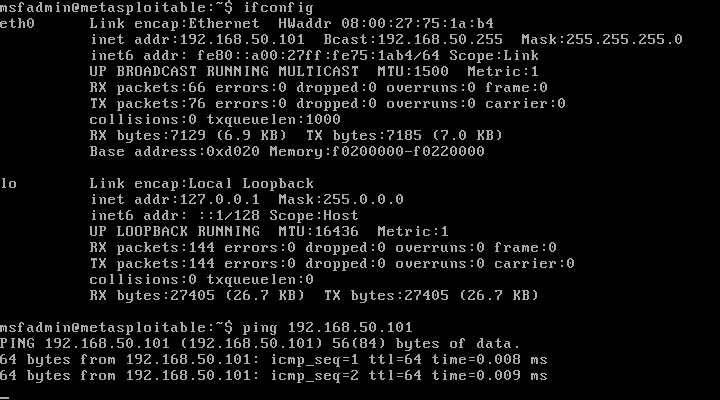 msfadmin@metasploitable:~$ ifconfig
eth0      Link encap:Ethernet  HWaddr 08:00:27:75:1a:b4
          inet addr:192.168.50.101  Bcast:192.168.50.255  Mask:255.255.255.0
          inet6 addr: fe80::a00:27ff:fe75:1ab4/64 Scope:Link
          UP BROADCAST RUNNING MULTICAST  MTU:1500  Metric:1
          RX packets:66 errors:0 dropped:0 overruns:0 frame:0
          TX packets:76 errors:0 dropped:0 overruns:0 carrier:0
          collisions:0 txqueuelen:1000
          RX bytes:7129 (6.9 KB)  TX bytes:7185 (7.0 KB)
          Base address:0xd020 Memory:f0200000-f0220000
lo        Link encap:Local Loopback
          inet addr:127.0.0.1  Mask:255.0.0.0
          inet6 addr: ::1/128 Scope:Host
          UP LOOPBACK RUNNING  MTU:16436  Metric:1
          RX packets:144 errors:0 dropped:0 overruns:0 frame:0
          TX packets:144 errors:0 dropped:0 overruns:0 carrier:0
          collisions:0 txqueuelen:0
          RX bytes:27405 (26.7 KB)  TX bytes:27405 (26.7 KB)
msfadmin@metasploitable:~$ ping 192.168.50.101
PING 192.168.50.101 (192.168.50.101) 56(84) bytes of data.
64 bytes from 192.168.50.101: icmp_seq=1 ttl=64 time=0.008 ms
64 bytes from 192.168.50.101: icmp_seq=2 ttl=64 time=0.009 ms